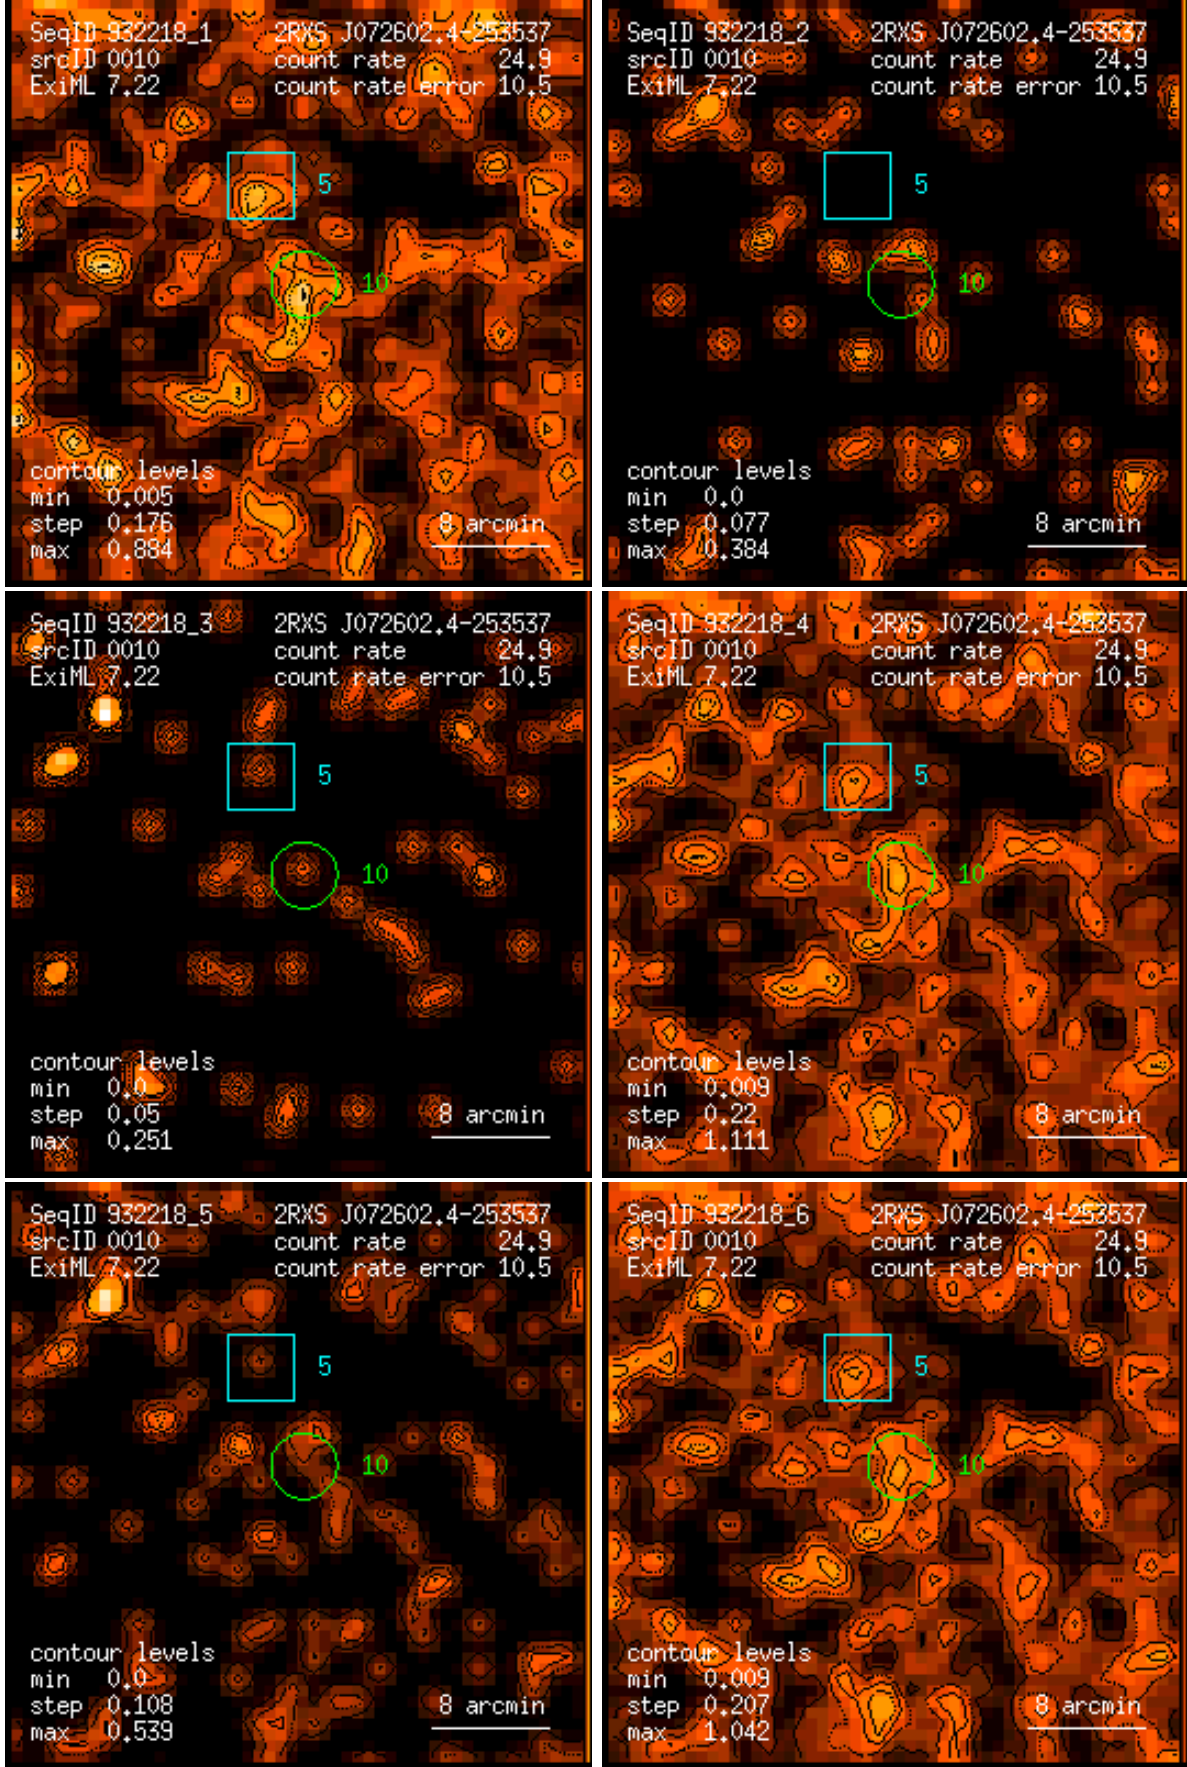 SeqID 932218_1 2RXS J072602.4-253537
srcID 0010 count rate 24.9
ExiML 7.22 count rate error 10.5
5
10
contour levels
min 0.005
step 0.176 8 arcmin
max 0.884
SeqID 932218_2 2RXS J072602.4-253537
srcID 0010 count rate 24.9
ExiML 7.22 count rate error 10.5
5
10
contour levels
min 0.0
step 0.077 8 arcmin
max 0.384
SeqID 932218_3 2RXS J072602.4-253537
srcID 0010 count rate 24.9
ExiML 7.22 count rate error 10.5
5
10
contour levels
min 0.0
step 0.05 8 arcmin
max 0.251
SeqID 932218_4 2RXS J072602.4-253537
srcID 0010 count rate 24.9
ExiML 7.22 count rate error 10.5
5
10
contour levels
min 0.009
step 0.22 8 arcmin
max 1.111
SeqID 932218_5 2RXS J072602.4-253537
srcID 0010 count rate 24.9
ExiML 7.22 count rate error 10.5
5
10
contour levels
min 0.0
step 0.108 8 arcmin
max 0.539
SeqID 932218_6 2RXS J072602.4-253537
srcID 0010 count rate 24.9
ExiML 7.22 count rate error 10.5
5
10
contour levels
min 0.009
step 0.207 8 arcmin
max 1.042